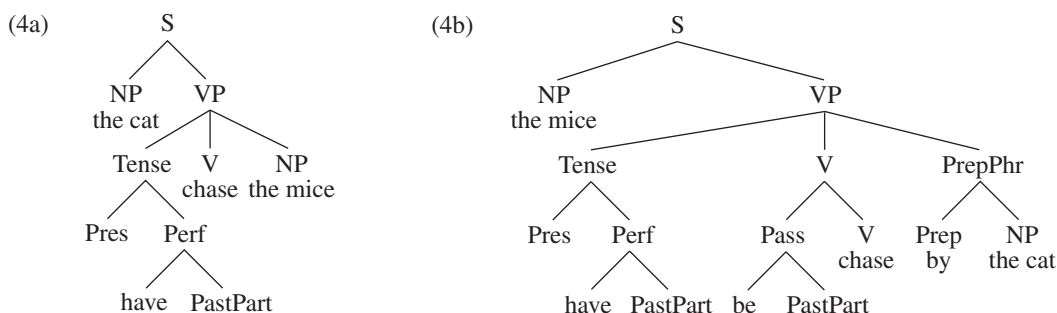 (4a) S (4b) S
NP VP NP VP
the cat the mice
Tense V NP Tense V PrepPhr
chase the mice
Pres Perf Pres Perf Pass V Prep NP
chase by the cat
have PastPart have PastPart be PastPart